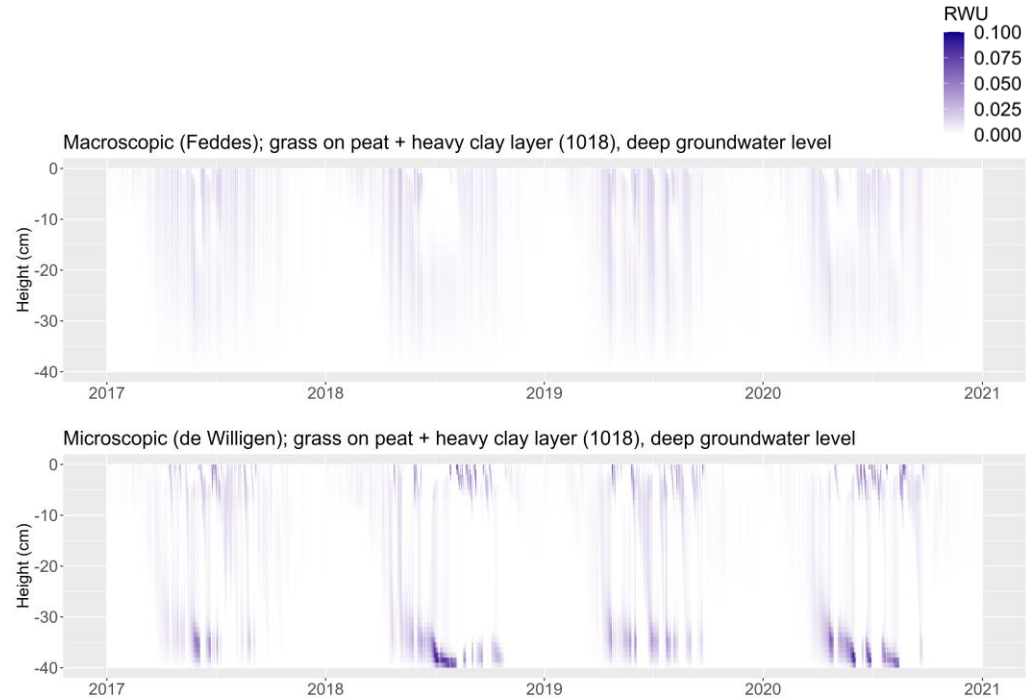 RWU
0.100
0.075
0.050
0.025
0.000
Macroscopic (Feddes); grass on peat + heavy clay layer (1018), deep groundwater level
Height (cm)
0
-10
-20
-30
-40
2017 2018 2019 2020 2021
Microscopic (de Willigen); grass on peat + heavy clay layer (1018), deep groundwater level
Height (cm)
0
-10
-20
-30
-40
2017 2018 2019 2020 2021